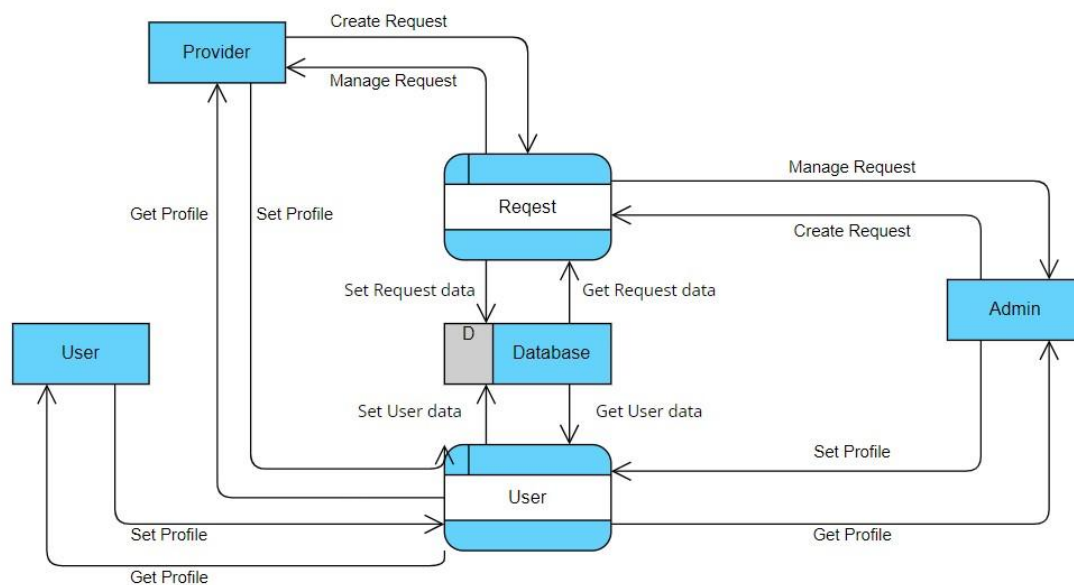 Create Request
Provider
Manage Request
Manage Request
Get Profile
Set Profile
Reqest
Create Request
Set Request data
Get Request data
Admin
D
User
Database
Set User data
Get User data
Set Profile
User
Set Profile
Get Profile
Get Profile